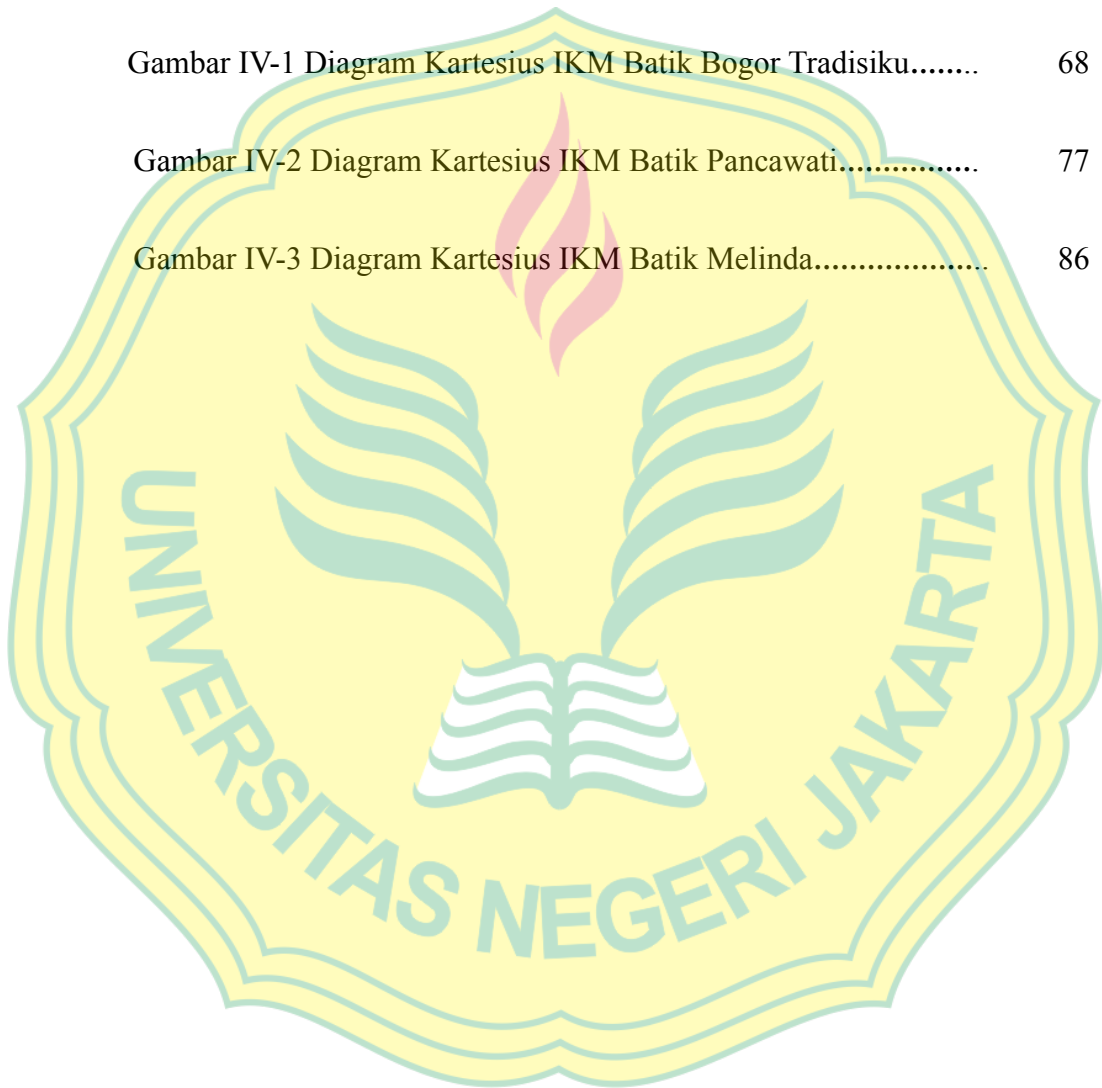 Gambar IV-1 Diagram Kartesius IKM Batik Bogor Tradisiku......... 68
Gambar IV-2 Diagram Kartesius IKM Batik Pancawati................ 77
Gambar IV-3 Diagram Kartesius IKM Batik Melinda.................... 86
UNIVERSITAS NEGERI JAKARTA